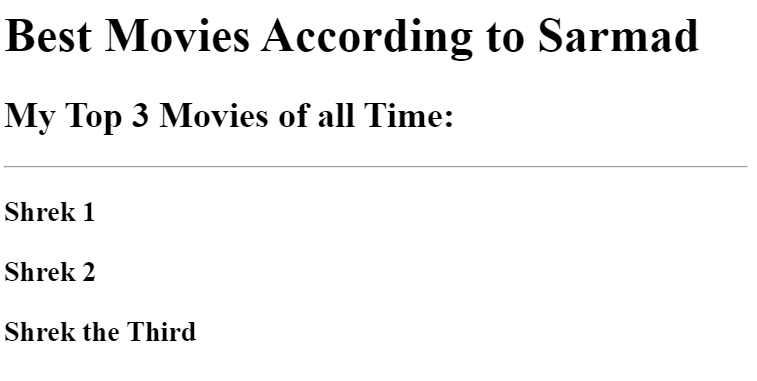 Best Movies According to Sarmad
My Top 3 Movies of all Time:
Shrek 1
Shrek 2
Shrek the Third